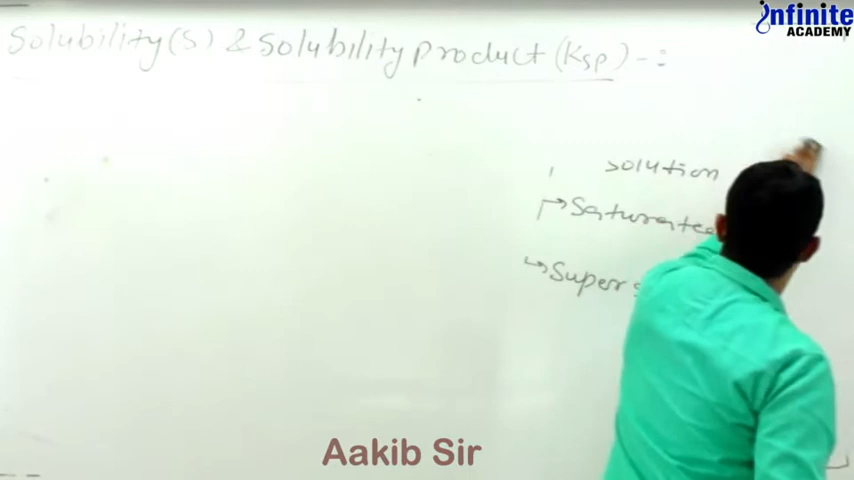 Infinite
ACADEMY
Solubility(S) & Solubility Product (Ksp) -:
solution
→ Saturated
→ Super
Aakib Sir